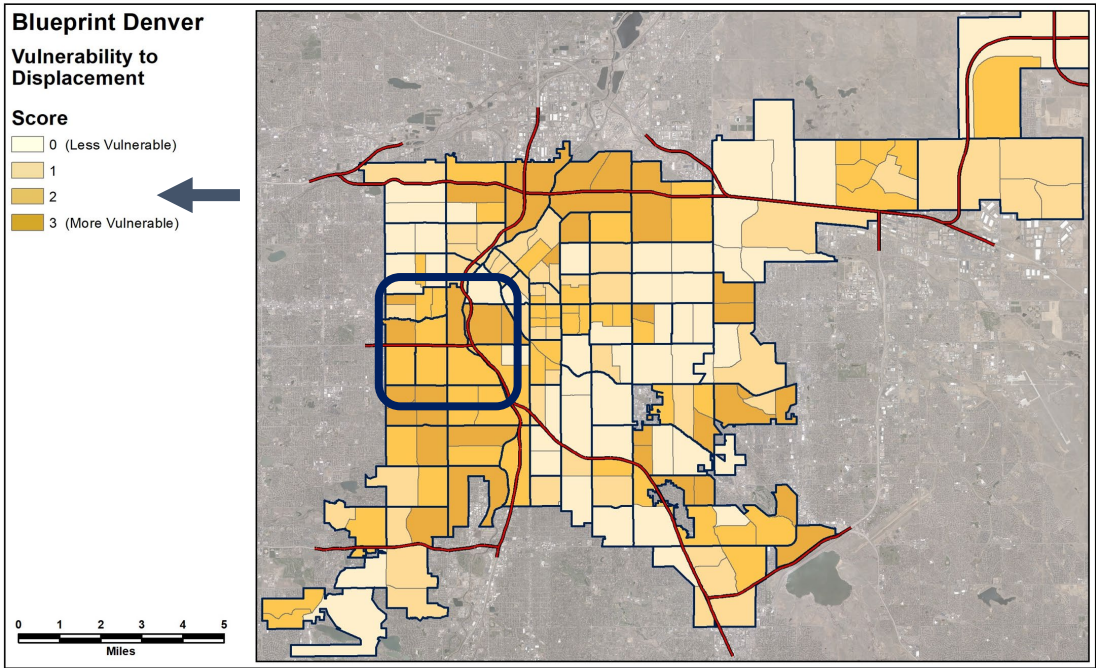 Blueprint Denver
Vulnerability to
Displacement
Score
0 (Less Vulnerable)
1
2
3 (More Vulnerable)
0 1 2 3 4 5
Miles